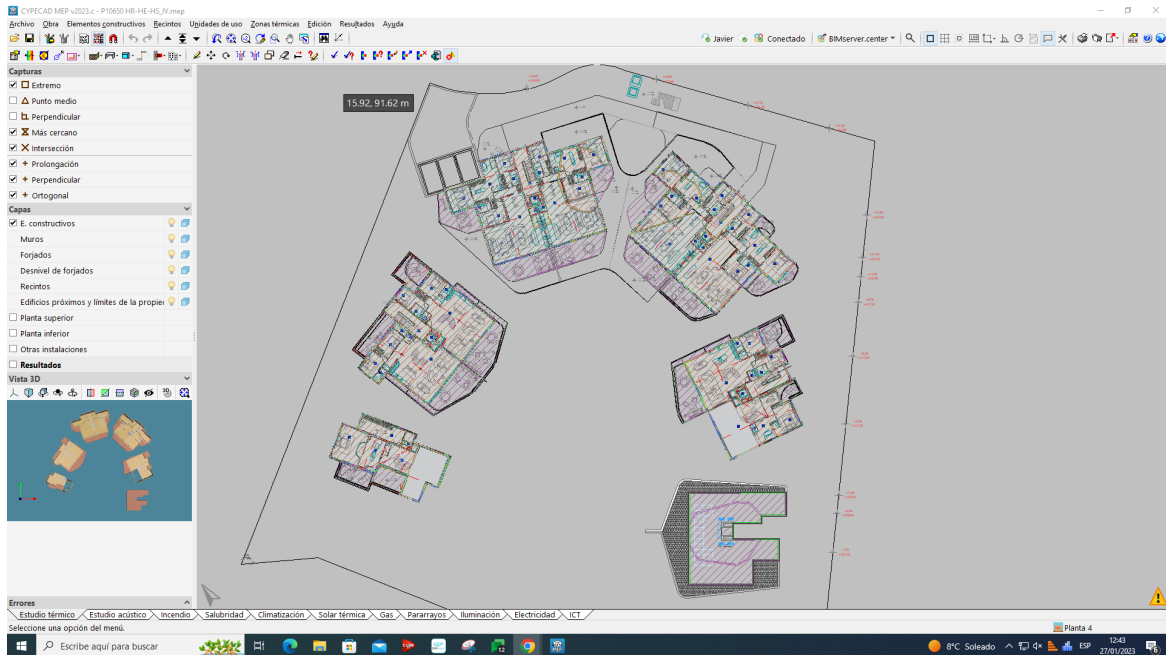 CYPECAD MEP v2023.c - P10650 HR-HE-HS_IV.mep
Archivo Obra Elementos constructivos Recintos Unidades de uso Zonas térmicas Edición Resultados Ayuda
Javier Conectado BIMserver.center
Capturas
Extremo
Punto medio
Perpendicular
Más cercano
Intersección
Prolongación
Perpendicular
Ortogonal
Capas
E. constructivos
Muros
Forjados
Desnivel de forjados
Recintos
Edificios próximos y límites de la propie
Planta superior
Planta inferior
Otras instalaciones
Resultados
Vista 3D
3D
15.92, 91.62 m
Errores
Estudio térmico Estudio acústico Incendio Salubridad Climatización Solar térmica Gas Pararrayos Iluminación Electricidad ICT
Seleccione una opción del menú.
Planta 4
Escribe aquí para buscar
8°C Soleado
ESP
12:43
27/01/2023